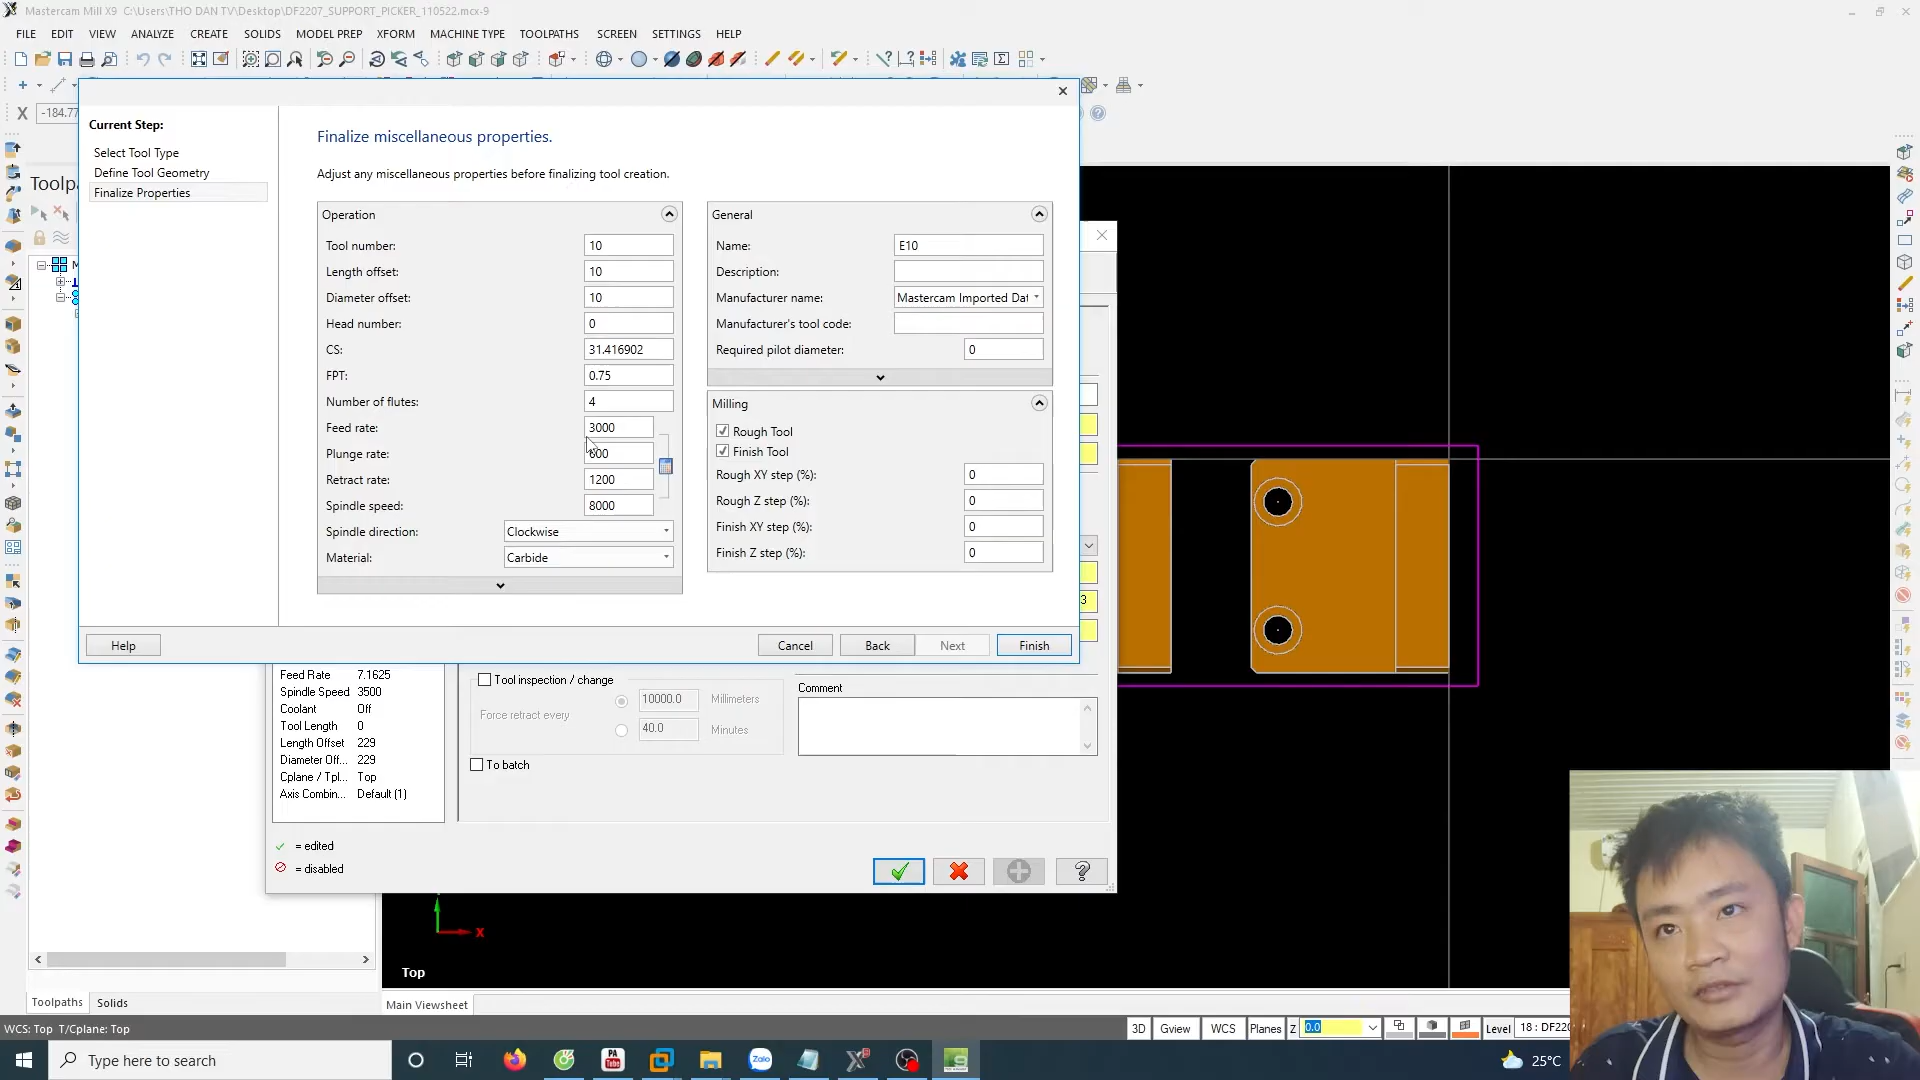 Mastercam Mill X9 C:\Users\THO DAN TV\Desktop\DF2207_SUPPORT_PICKER_110522.mcx-9
FILE EDIT VIEW ANALYZE CREATE SOLIDS MODEL PREP XFORM MACHINE TYPE TOOLPATHS SCREEN SETTINGS HELP
X -184.77
Toolpa
Current Step:
Select Tool Type
Define Tool Geometry
Finalize Properties
Finalize miscellaneous properties.
Adjust any miscellaneous properties before finalizing tool creation.
Operation
Tool number: 10
Length offset: 10
Diameter offset: 10
Head number: 0
CS: 31.416902
FPT: 0.75
Number of flutes: 4
Feed rate: 3000
Plunge rate: 600
Retract rate: 1200
Spindle speed: 8000
Spindle direction: Clockwise
Material: Carbide
General
Name: E10
Description:
Manufacturer name: Mastercam Imported Dat
Manufacturer's tool code:
Required pilot diameter: 0
Milling
Rough Tool
Finish Tool
Rough XY step (%): 0
Rough Z step (%): 0
Finish XY step (%): 0
Finish Z step (%): 0
Help Cancel Back Next Finish
3
Feed Rate 7.1625
Spindle Speed 3500
Coolant Off
Tool Length 0
Length Offset 229
Diameter Off... 229
Cplane / Tpl... Top
Axis Combin... Default (1)
Tool inspection / change
Force retract every
10000.0 Millimeters
40.0 Minutes
Comment
To batch
= edited
= disabled
X
Top
Toolpaths Solids
Main Viewsheet
WCS: Top T/Cplane: Top
3D Gview WCS Planes Z 0.0 Level 18 : DF220
Type here to search
PA
Tube
Zalo
25°C